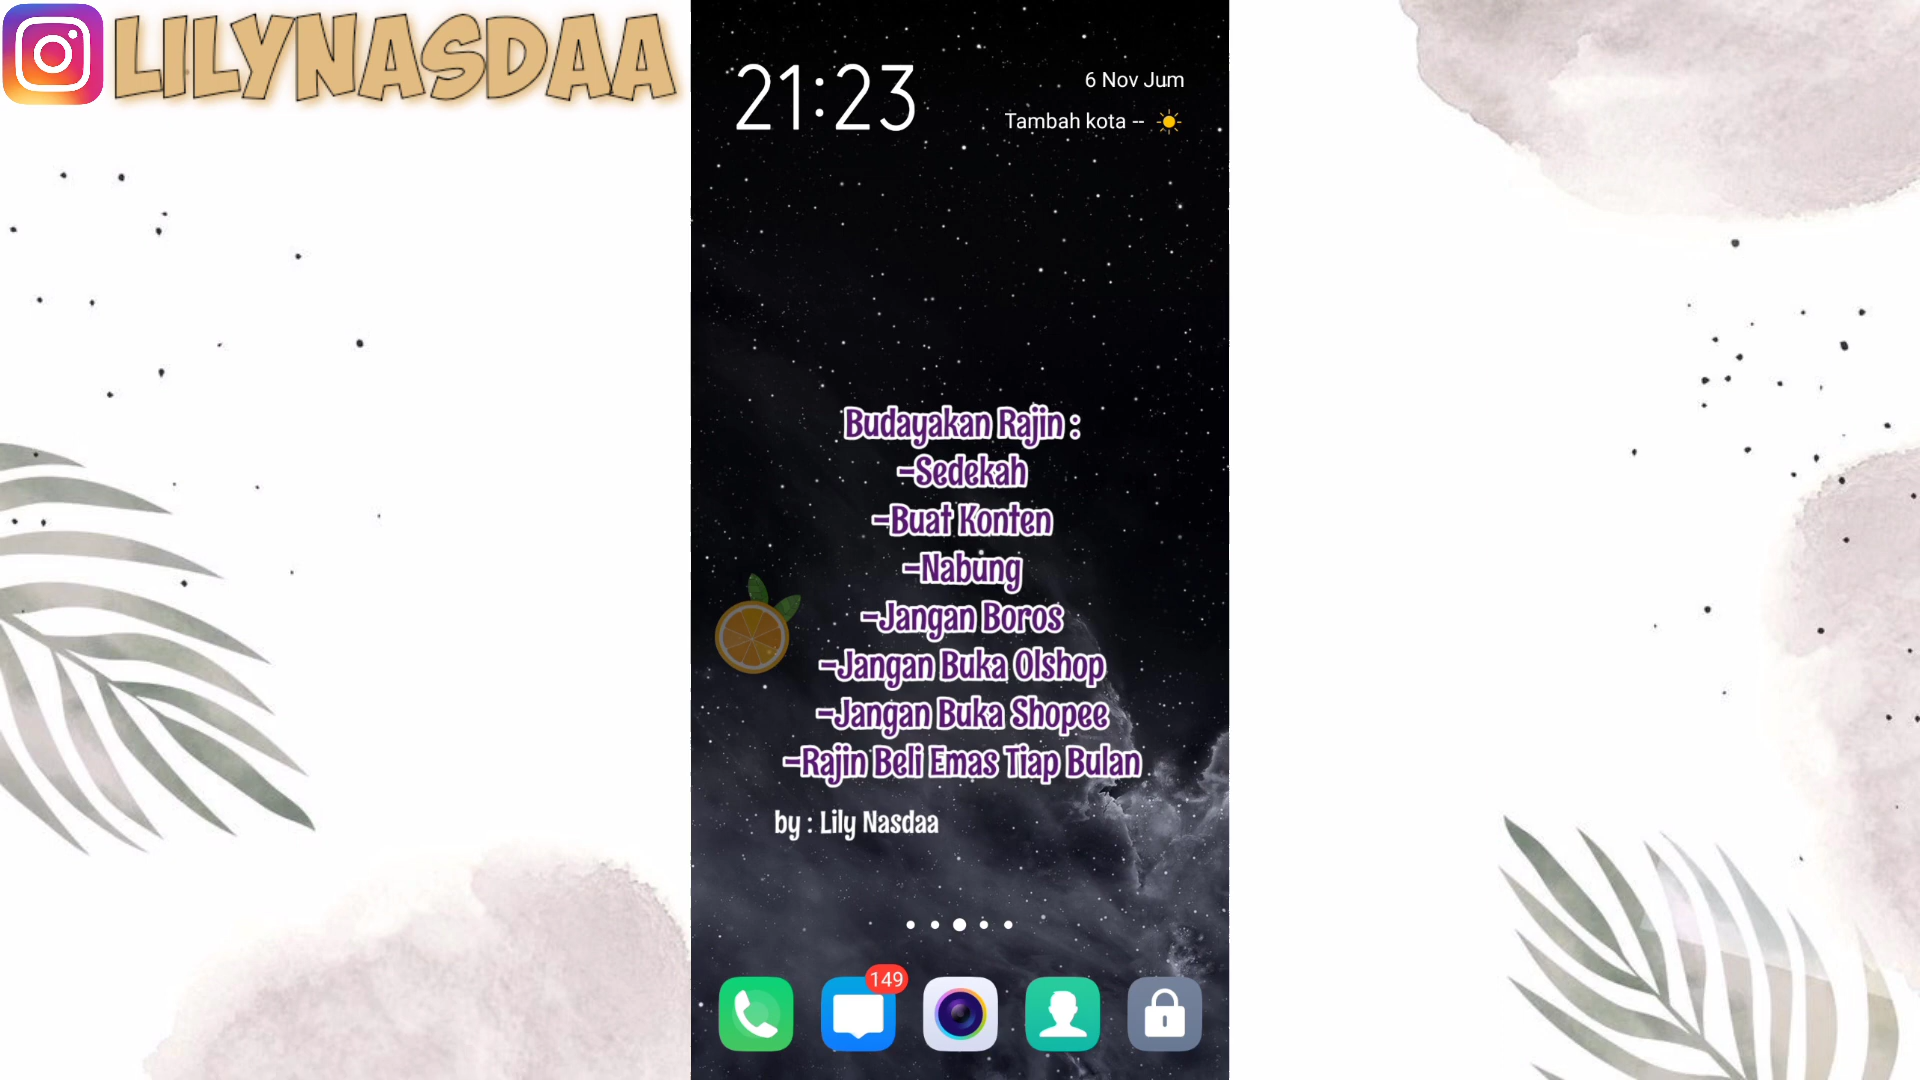 LILYNASDAA
21:23
6 Nov Jum
Tambah kota --
Budayakan Rajin :
-Sedekah
-Buat Konten
-Nabung
-Jangan Boros
-Jangan Buka Olshop
-Jangan Buka Shopee
-Rajin Beli Emas Tiap Bulan
by : Lily Nasdaa
149